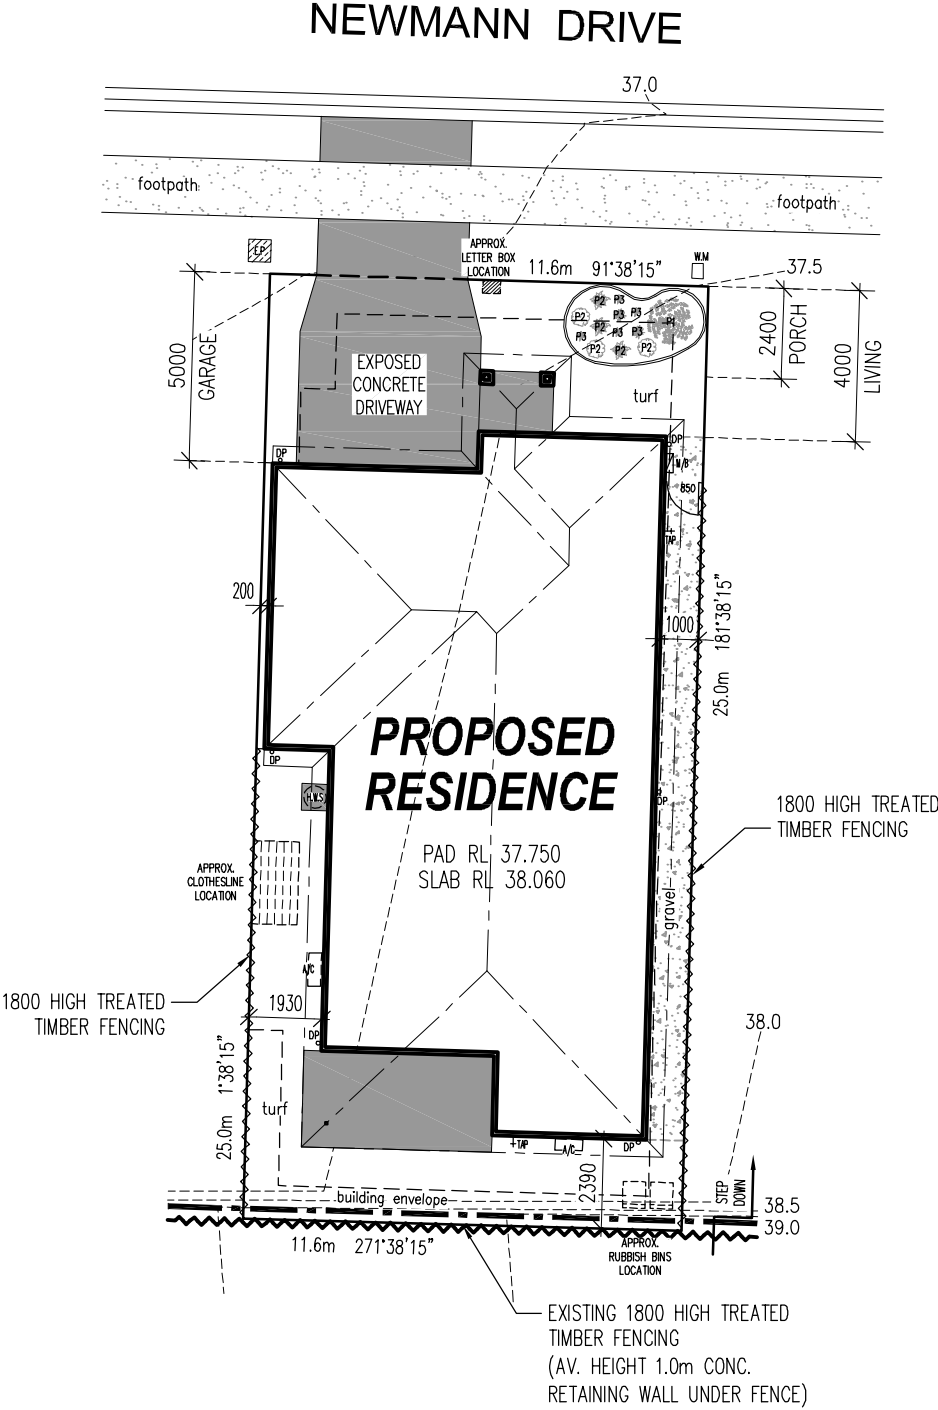 NEWMANN DRIVE
37.0
footpath
footpath
E.P
APPROX.
LETTER BOX
LOCATION
11.6m 91°38'15"
W.M
37.5
5000
GARAGE
2400
PORCH
4000
LIVING
EXPOSED
CONCRETE
DRIVEWAY
P2
P3
P2
P3
P3
P2
P3
P1
P3
P3
P2
P2
P2
turf
DP
DP
M/B
850
TAP
200
1000
25.0m 181°38'15"
PROPOSED
RESIDENCE
PAD RL 37.750
SLAB RL 38.060
DP
H.W.S
DP
1800 HIGH TREATED
TIMBER FENCING
APPROX.
CLOTHESLINE
LOCATION
gravel
A/C
1800 HIGH TREATED
TIMBER FENCING
1930
DP
38.0
25.0m 1°38'15"
turf
TAP
A/C
DP
2390
STEP
DOWN
building envelope
38.5
39.0
11.6m 271°38'15"
APPROX.
RUBBISH BINS
LOCATION
EXISTING 1800 HIGH TREATED
TIMBER FENCING
(AV. HEIGHT 1.0m CONC.
RETAINING WALL UNDER FENCE)